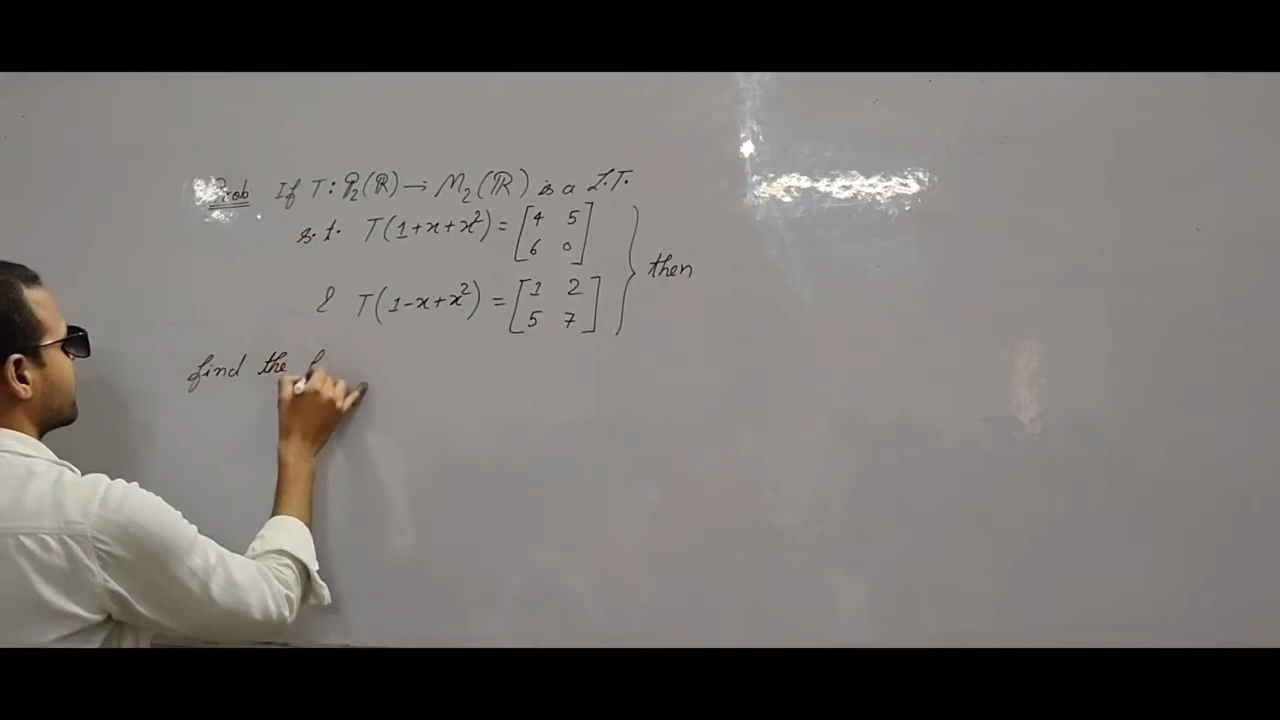 Prob If T: P₂(R) → M₂(R) is a L.T.
s.t. T(1+x+x²) = [4 5
6 0]
& T(1-x+x²) = [1 2
5 7] } then
find the